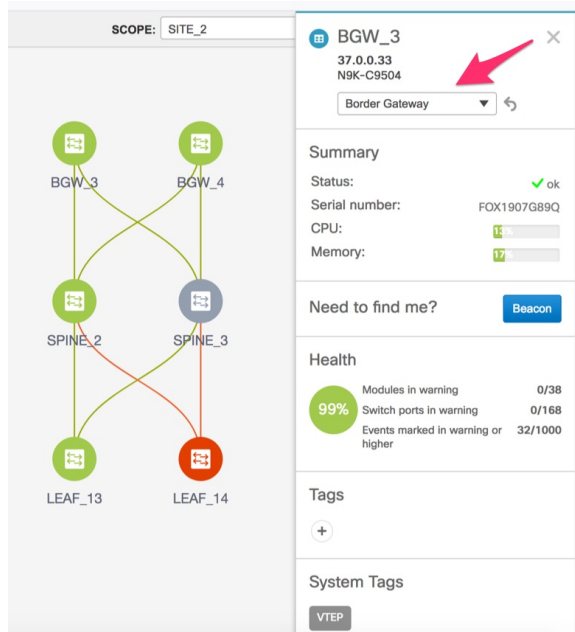 SCOPE: SITE_2
BGW_3
BGW_4
SPINE_2
SPINE_3
LEAF_13
LEAF_14
BGW_3
37.0.0.33
N9K-C9504
Border Gateway
Summary
Status: ok
Serial number: FOX1907G89Q
CPU: 13%
Memory: 17%
Need to find me? Beacon
Health
99%
Modules in warning 0/38
Switch ports in warning 0/168
Events marked in warning or 32/1000
higher
Tags
System Tags
VTEP